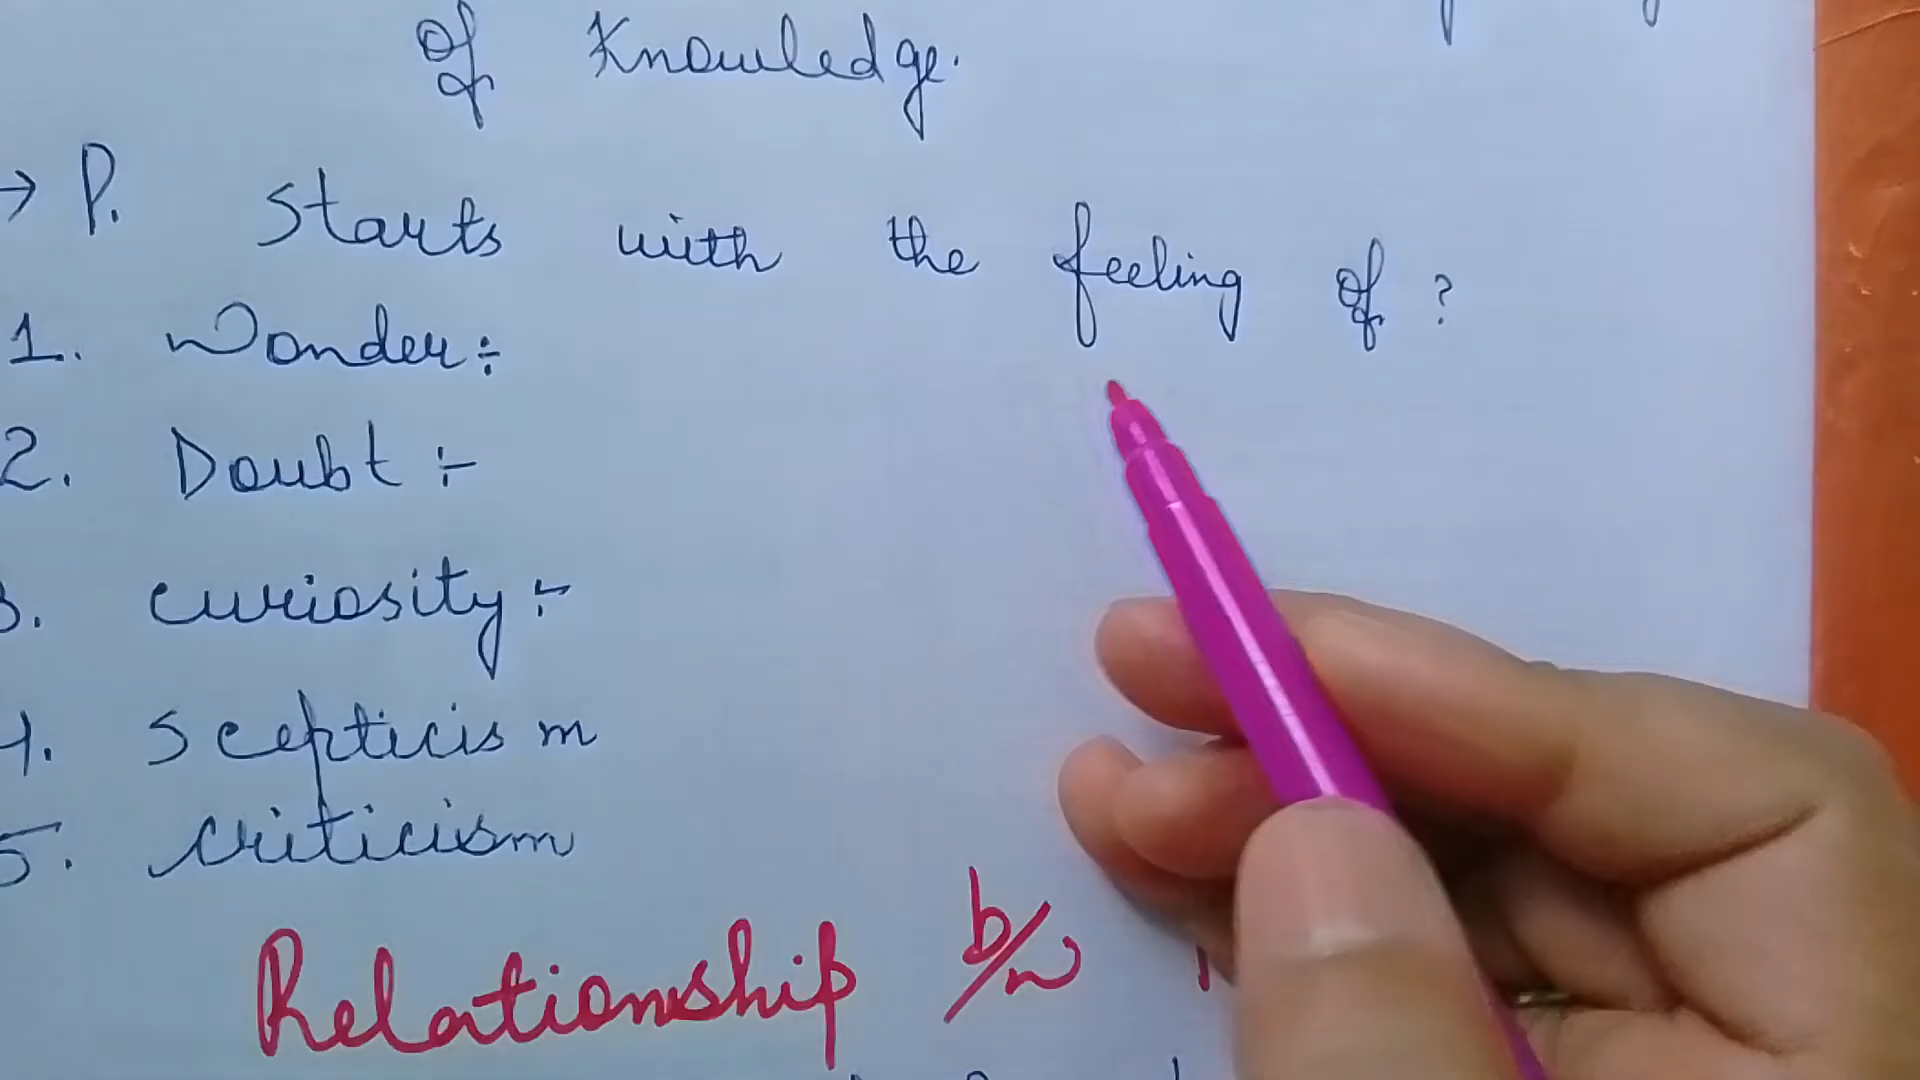 of Knowledge.
→ P. starts with the feeling of ?
1. Wonder:-
2. Doubt :-
3. curiosity :-
4. scepticism
5. criticism
Relationship b/w